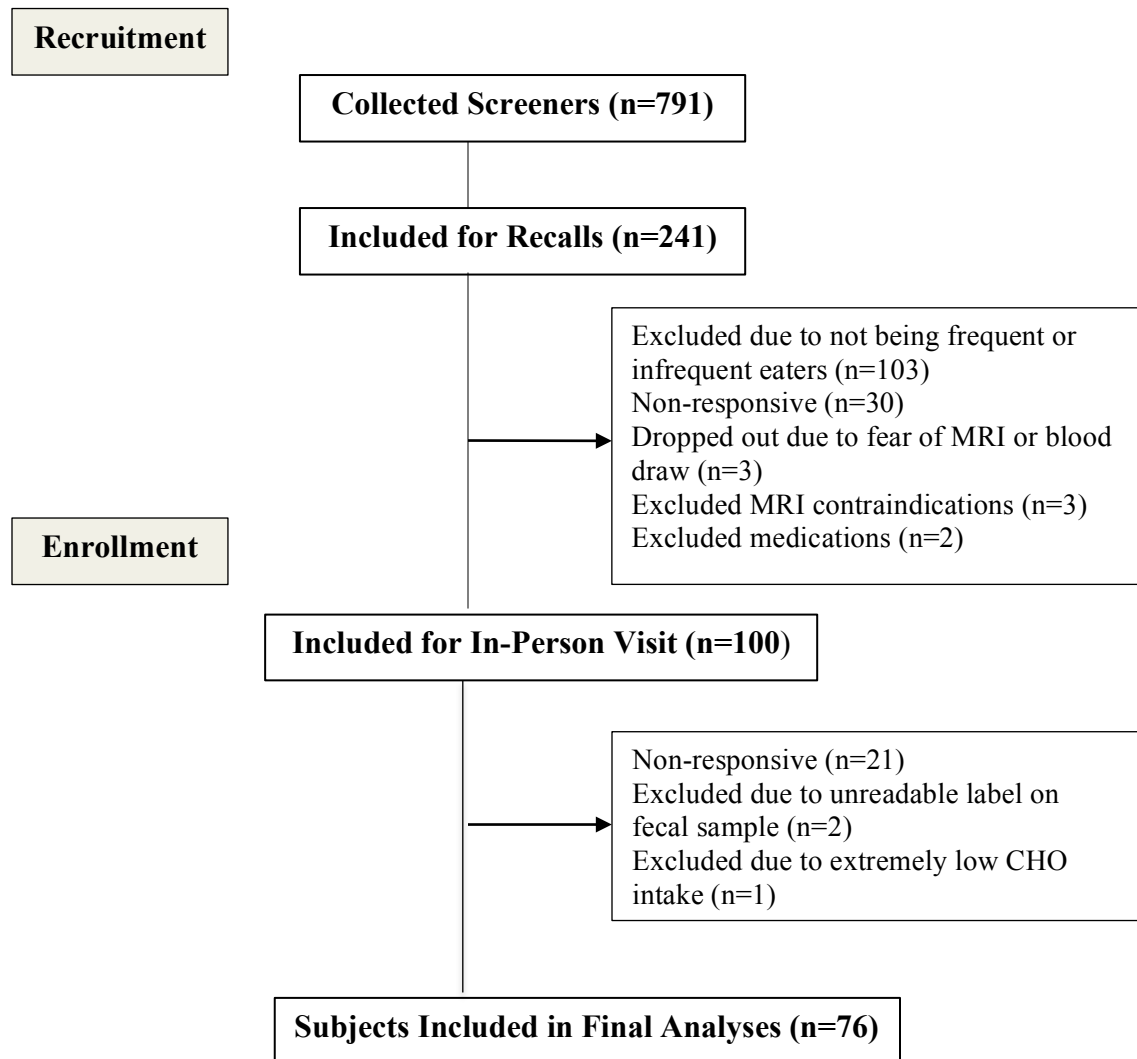 Recruitment
Collected Screeners (n=791)
Included for Recalls (n=241)
Excluded due to not being frequent or
infrequent eaters (n=103)
Non-responsive (n=30)
Dropped out due to fear of MRI or blood
draw (n=3)
Excluded MRI contraindications (n=3)
Excluded medications (n=2)
Enrollment
Included for In-Person Visit (n=100)
Non-responsive (n=21)
Excluded due to unreadable label on
fecal sample (n=2)
Excluded due to extremely low CHO
intake (n=1)
Subjects Included in Final Analyses (n=76)